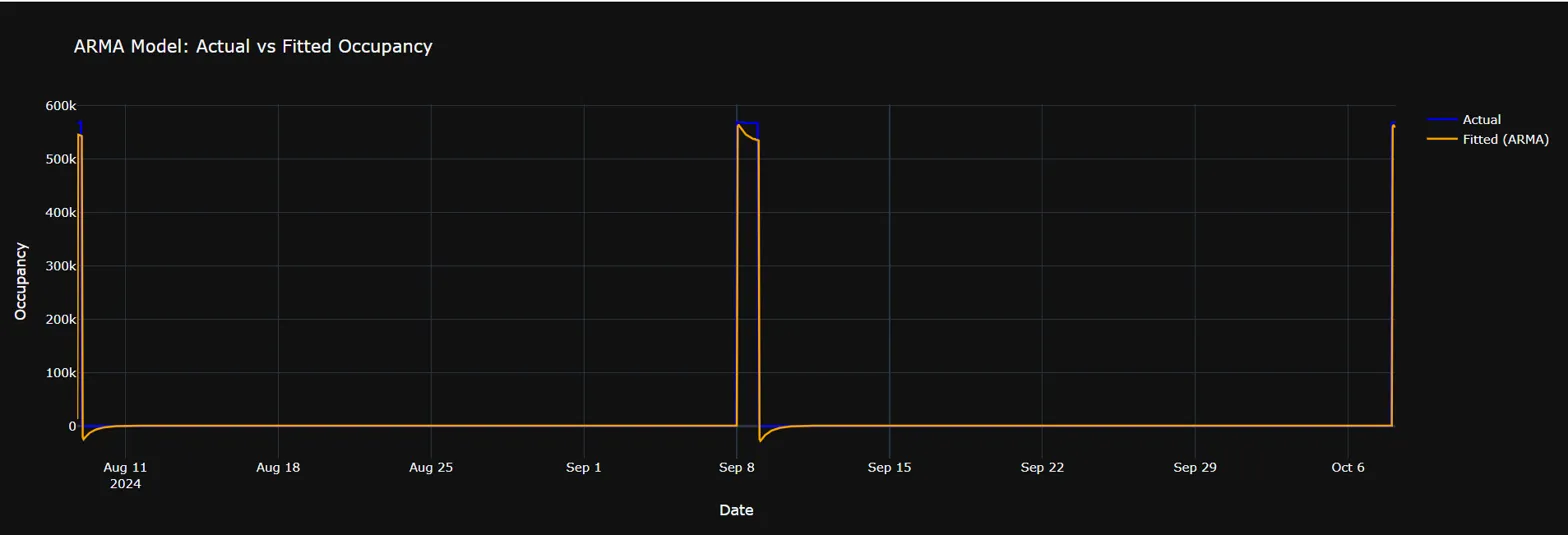 ARMA Model: Actual vs Fitted Occupancy
600k
500k
400k
300k
200k
100k
0
Occupancy
Aug 11
2024
Aug 18
Aug 25
Sep 1
Sep 8
Sep 15
Sep 22
Sep 29
Oct 6
Date
Actual
Fitted (ARMA)